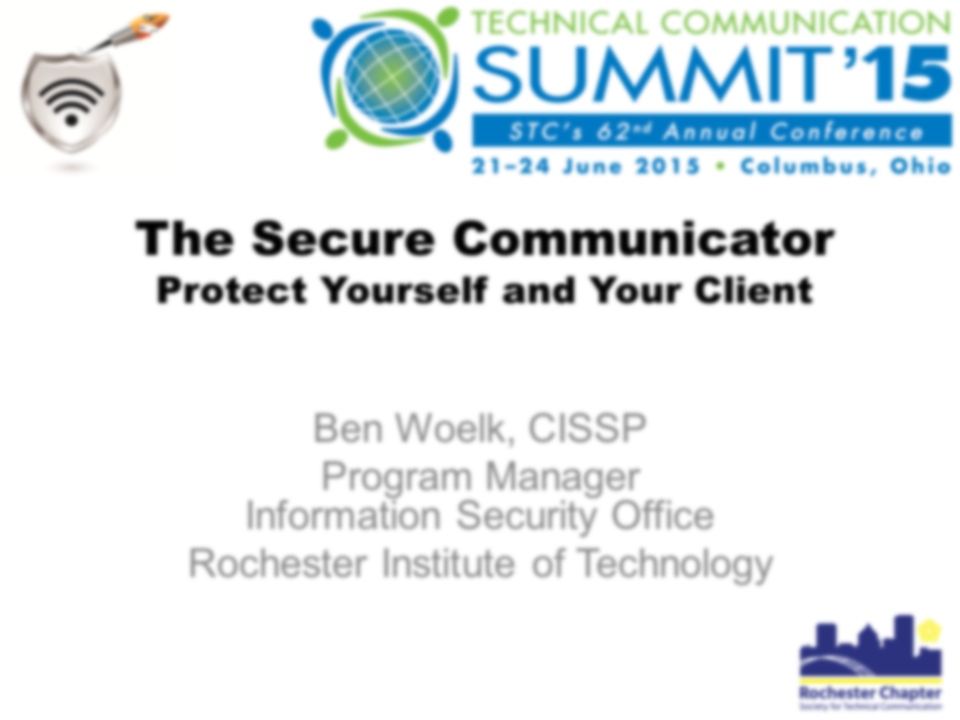 TECHNICAL COMMUNICATION
SUMMIT '15
STC's 62nd Annual Conference
21–24 June 2015 • Columbus, Ohio
The Secure Communicator
Protect Yourself and Your Client
Ben Woelk, CISSP
Program Manager
Information Security Office
Rochester Institute of Technology
Rochester Chapter
Society for Technical Communication